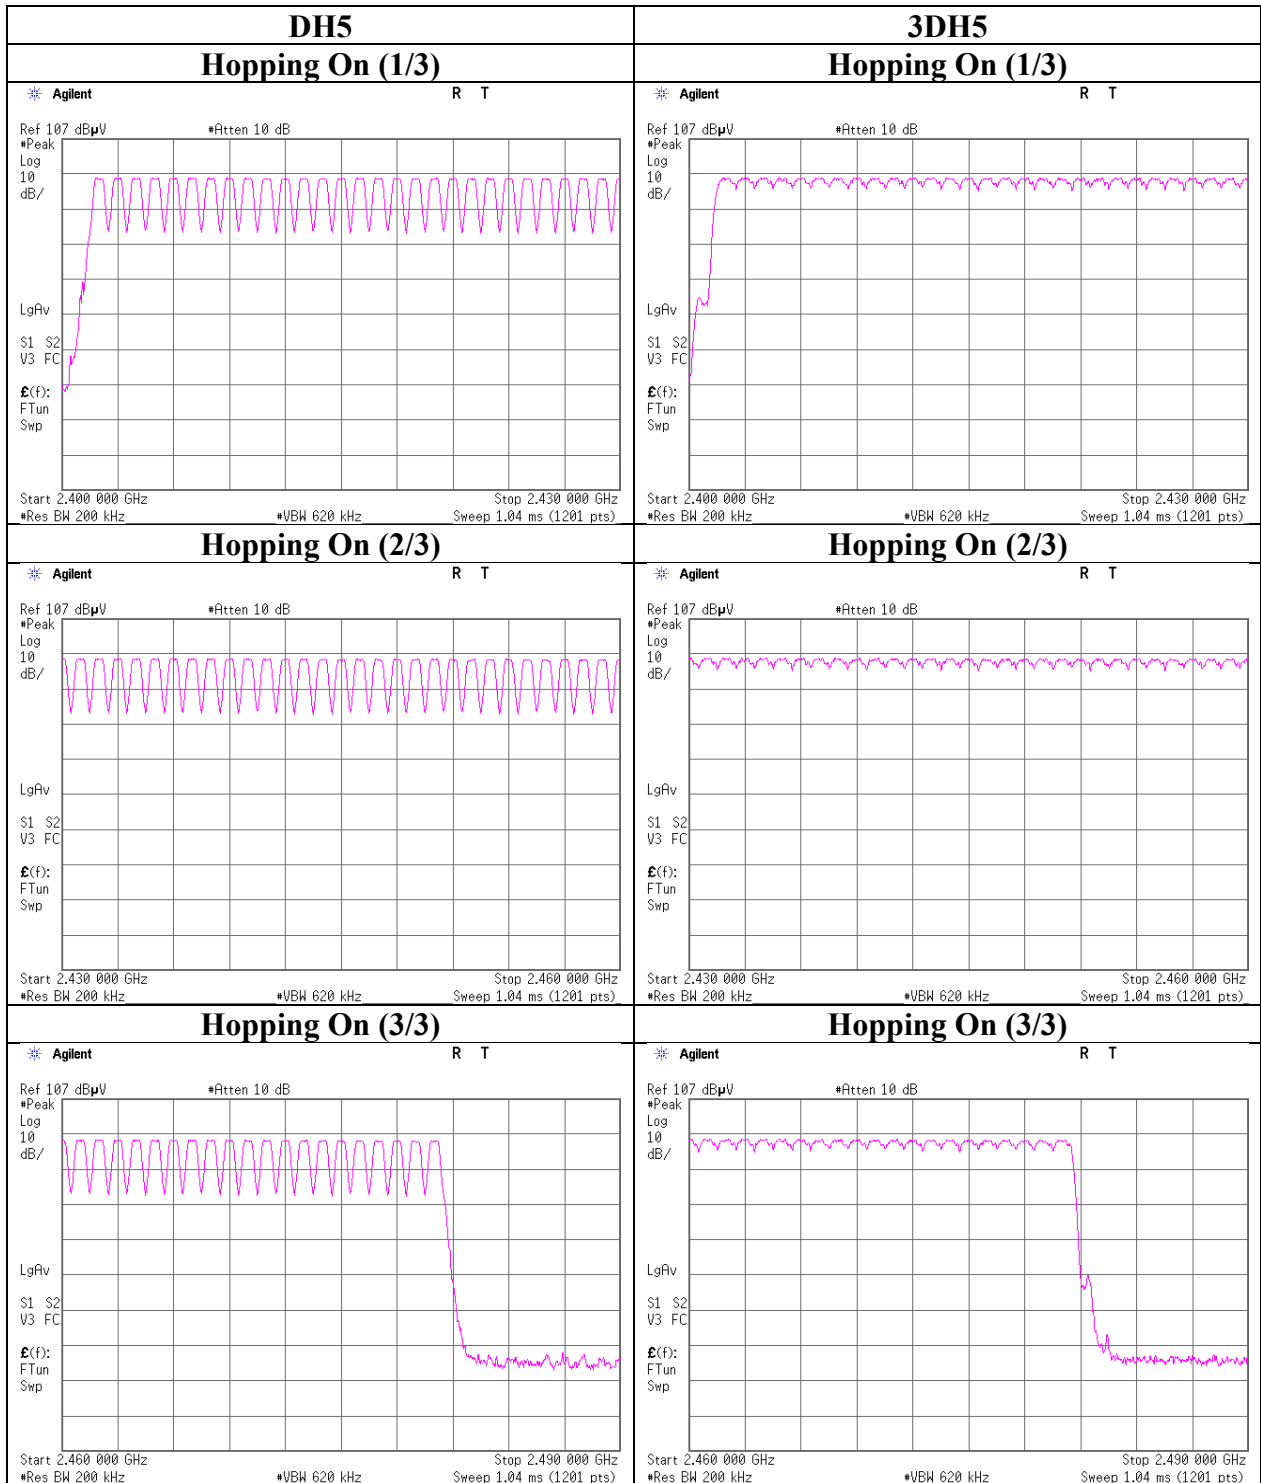 DH5 3DH5
Hopping On (1/3) Hopping On (1/3)
Agilent R T
Ref 107 dBµV #Atten 10 dB
#Peak
Log
10
dB/
LgAv
S1 S2
V3 FC
£(f):
FTun
Swp
Start 2.400 000 GHz Stop 2.430 000 GHz
#Res BW 200 kHz #VBW 620 kHz Sweep 1.04 ms (1201 pts)
Agilent R T
Ref 107 dBµV #Atten 10 dB
#Peak
Log
10
dB/
LgAv
S1 S2
V3 FC
£(f):
FTun
Swp
Start 2.400 000 GHz Stop 2.430 000 GHz
#Res BW 200 kHz #VBW 620 kHz Sweep 1.04 ms (1201 pts)
Hopping On (2/3) Hopping On (2/3)
Agilent R T
Ref 107 dBµV #Atten 10 dB
#Peak
Log
10
dB/
LgAv
S1 S2
V3 FC
£(f):
FTun
Swp
Start 2.430 000 GHz Stop 2.460 000 GHz
#Res BW 200 kHz #VBW 620 kHz Sweep 1.04 ms (1201 pts)
Agilent R T
Ref 107 dBµV #Atten 10 dB
#Peak
Log
10
dB/
LgAv
S1 S2
V3 FC
£(f):
FTun
Swp
Start 2.430 000 GHz Stop 2.460 000 GHz
#Res BW 200 kHz #VBW 620 kHz Sweep 1.04 ms (1201 pts)
Hopping On (3/3) Hopping On (3/3)
Agilent R T
Ref 107 dBµV #Atten 10 dB
#Peak
Log
10
dB/
LgAv
S1 S2
V3 FC
£(f):
FTun
Swp
Start 2.460 000 GHz Stop 2.490 000 GHz
#Res BW 200 kHz #VBW 620 kHz Sweep 1.04 ms (1201 pts)
Agilent R T
Ref 107 dBµV #Atten 10 dB
#Peak
Log
10
dB/
LgAv
S1 S2
V3 FC
£(f):
FTun
Swp
Start 2.460 000 GHz Stop 2.490 000 GHz
#Res BW 200 kHz #VBW 620 kHz Sweep 1.04 ms (1201 pts)